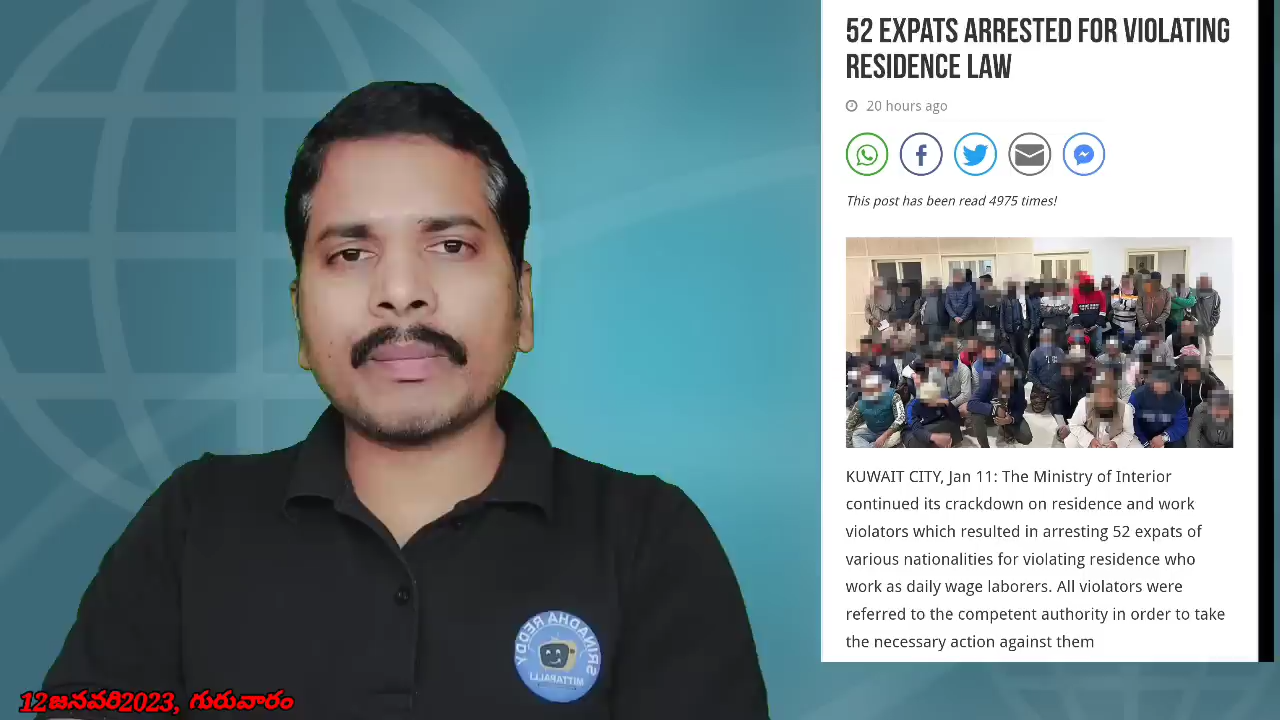 52 EXPATS ARRESTED FOR VIOLATING
RESIDENCE LAW
20 hours ago
This post has been read 4975 times!
KUWAIT CITY, Jan 11: The Ministry of Interior
continued its crackdown on residence and work
violators which resulted in arresting 52 expats of
various nationalities for violating residence who
work as daily wage laborers. All violators were
referred to the competent authority in order to take
the necessary action against them
SRINADHA REDDY
MITTAPALLI
12జనవరి2023, గురువారం